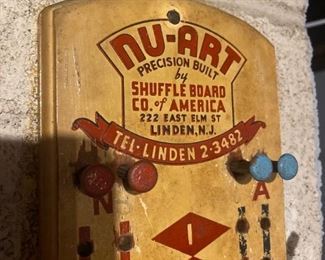 NU-ART
PRECISION BUILT
by
SHUFFLE BOARD
CO. of AMERICA
222 EAST ELM ST
LINDEN, N.J.
TEL-LINDEN 2-3482
N
A
1